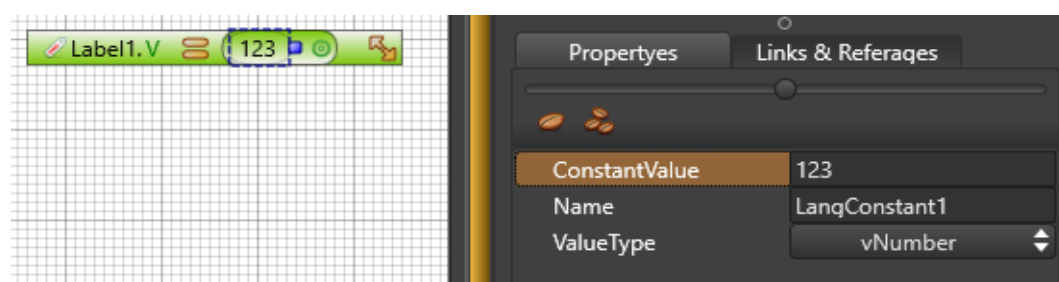 Label1.V 123
Propertyes Links & Referages
ConstantValue 123
Name LangConstant1
ValueType vNumber